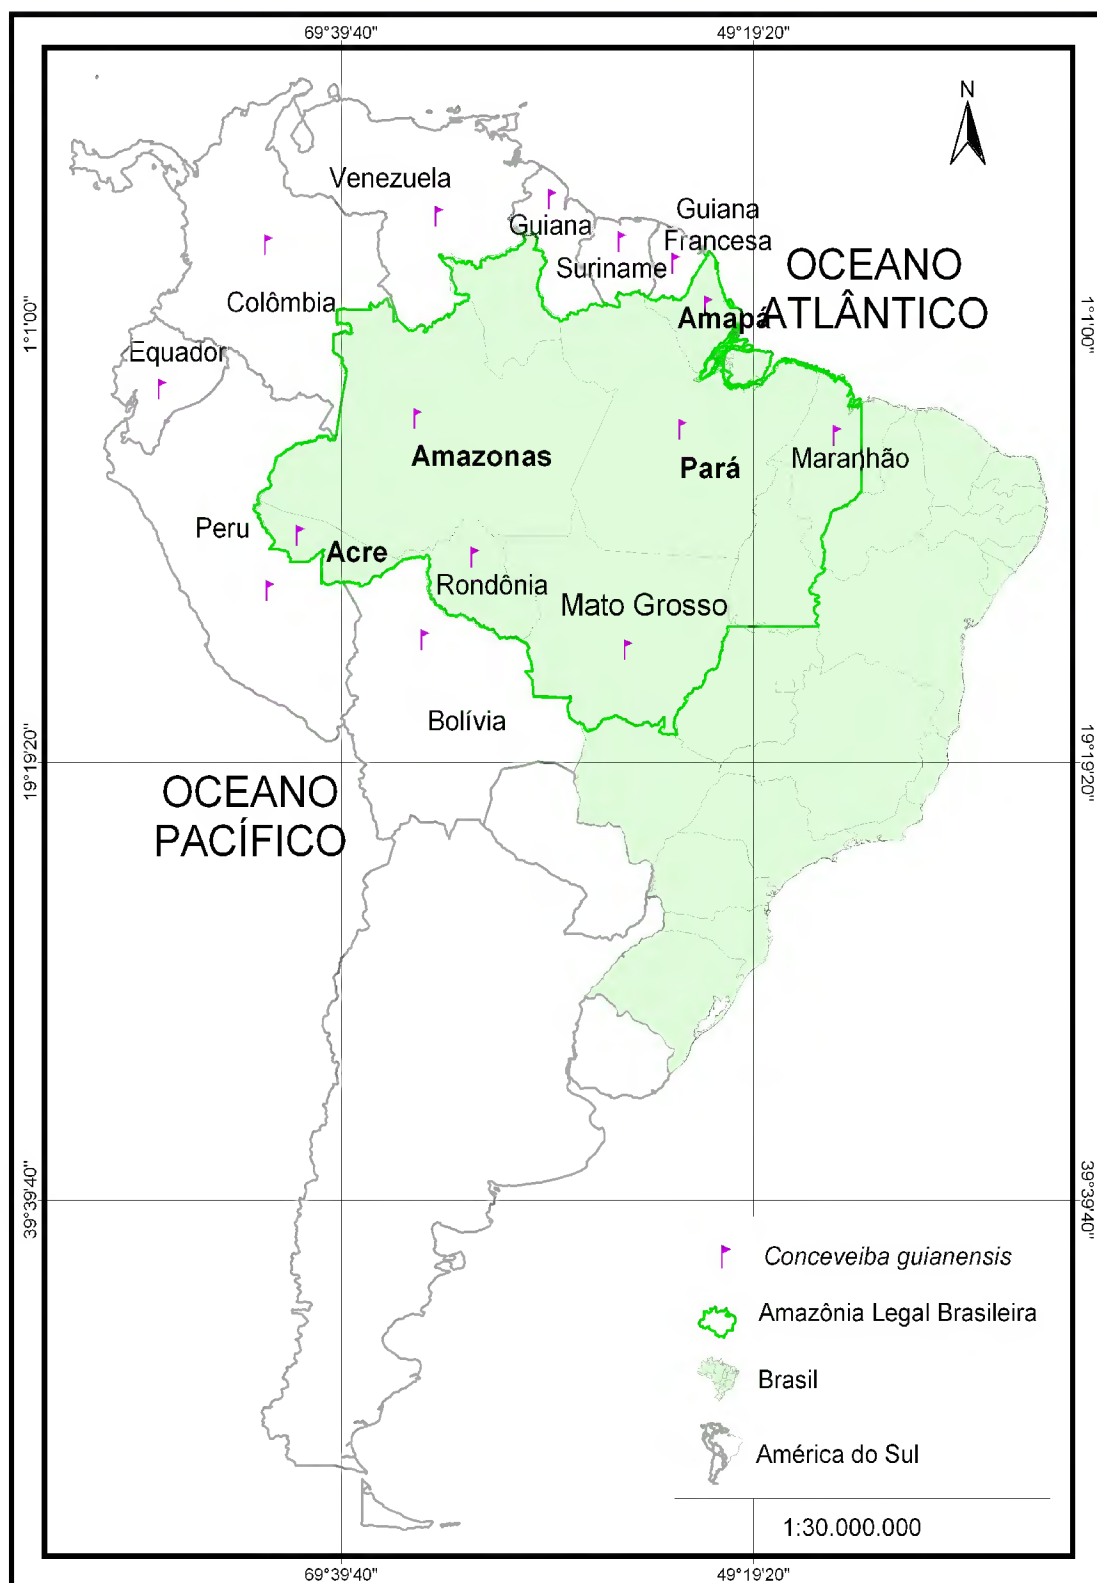 69°39'40"
49°19'20"
N
Venezuela
Guiana
Guiana
Francesa
Suriname
OCEANO
ATLÂNTICO
Colômbia
Amapá
1°1'00"
1°1'00"
Equador
Amazonas
Pará
Maranhão
Peru
Acre
Rondônia
Mato Grosso
Bolívia
19°19'20"
19°19'20"
OCEANO
PACÍFICO
39°39'40"
39°39'40"
Conceveiba guianensis
Amazônia Legal Brasileira
Brasil
América do Sul
1:30.000.000
69°39'40"
49°19'20"